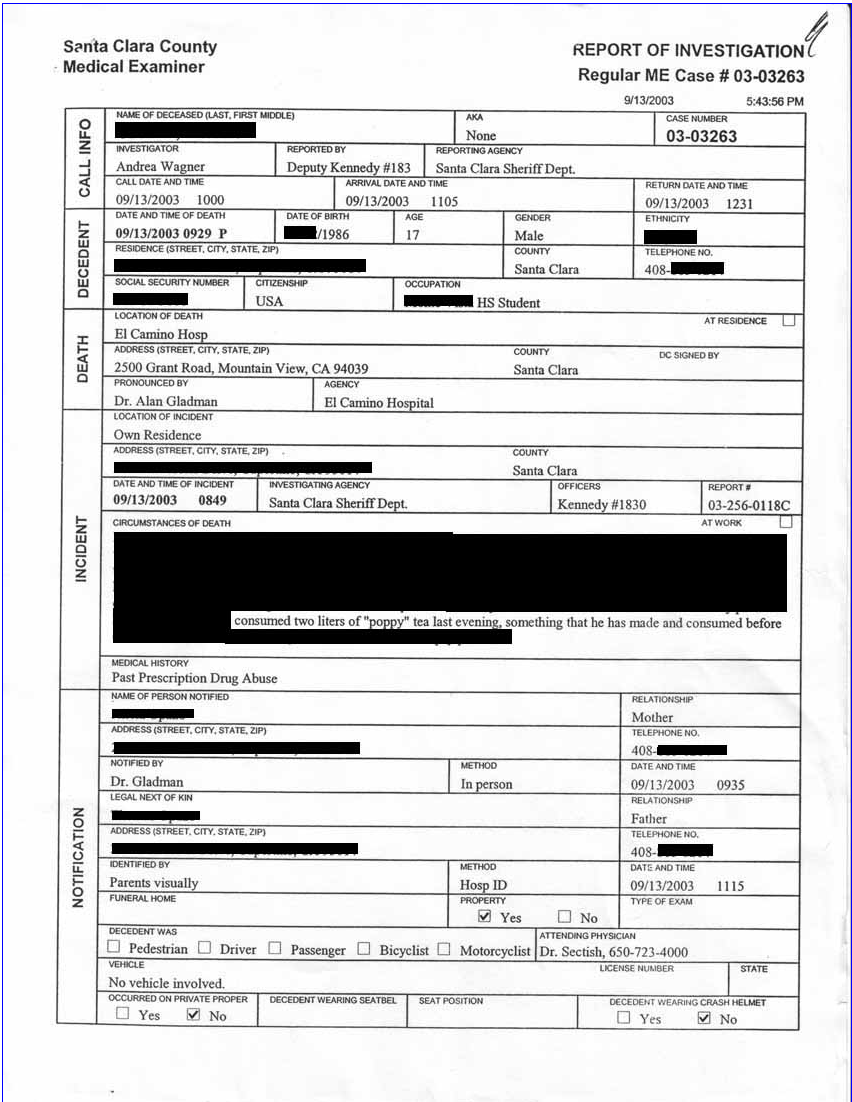 Santa Clara County
Medical Examiner
REPORT OF INVESTIGATION
Regular ME Case # 03-03263
9/13/2003 5:43:56 PM
CALL INFO
NAME OF DECEASED (LAST, FIRST MIDDLE) AKA CASE NUMBER
None 03-03263
INVESTIGATOR REPORTED BY REPORTING AGENCY
Andrea Wagner Deputy Kennedy #183 Santa Clara Sheriff Dept.
CALL DATE AND TIME ARRIVAL DATE AND TIME RETURN DATE AND TIME
09/13/2003 1000 09/13/2003 1105 09/13/2003 1231
DECEDENT
DATE AND TIME OF DEATH DATE OF BIRTH AGE GENDER ETHNICITY
09/13/2003 0929 P /1986 17 Male
RESIDENCE (STREET, CITY, STATE, ZIP) COUNTY TELEPHONE NO.
Santa Clara 408-
SOCIAL SECURITY NUMBER CITIZENSHIP OCCUPATION
USA HS Student
DEATH
LOCATION OF DEATH AT RESIDENCE
El Camino Hosp
ADDRESS (STREET, CITY, STATE, ZIP) COUNTY DC SIGNED BY
2500 Grant Road, Mountain View, CA 94039 Santa Clara
PRONOUNCED BY AGENCY
Dr. Alan Gladman El Camino Hospital
INCIDENT
LOCATION OF INCIDENT
Own Residence
ADDRESS (STREET, CITY, STATE, ZIP) COUNTY
Santa Clara
DATE AND TIME OF INCIDENT INVESTIGATING AGENCY OFFICERS REPORT #
09/13/2003 0849 Santa Clara Sheriff Dept. Kennedy #1830 03-256-0118C
CIRCUMSTANCES OF DEATH AT WORK
consumed two liters of "poppy" tea last evening, something that he has made and consumed before
MEDICAL HISTORY
Past Prescription Drug Abuse
NOTIFICATION
NAME OF PERSON NOTIFIED RELATIONSHIP
Mother
ADDRESS (STREET, CITY, STATE, ZIP) TELEPHONE NO.
408-
NOTIFIED BY METHOD DATE AND TIME
Dr. Gladman In person 09/13/2003 0935
LEGAL NEXT OF KIN RELATIONSHIP
Father
ADDRESS (STREET, CITY, STATE, ZIP) TELEPHONE NO.
408-
IDENTIFIED BY METHOD DATE AND TIME
Parents visually Hosp ID 09/13/2003 1115
FUNERAL HOME PROPERTY TYPE OF EXAM
Yes No
DECEDENT WAS ATTENDING PHYSICIAN
Pedestrian Driver Passenger Bicyclist Motorcyclist Dr. Sectish, 650-723-4000
VEHICLE LICENSE NUMBER STATE
No vehicle involved.
OCCURRED ON PRIVATE PROPER DECEDENT WEARING SEATBEL SEAT POSITION DECEDENT WEARING CRASH HELMET
Yes No Yes No